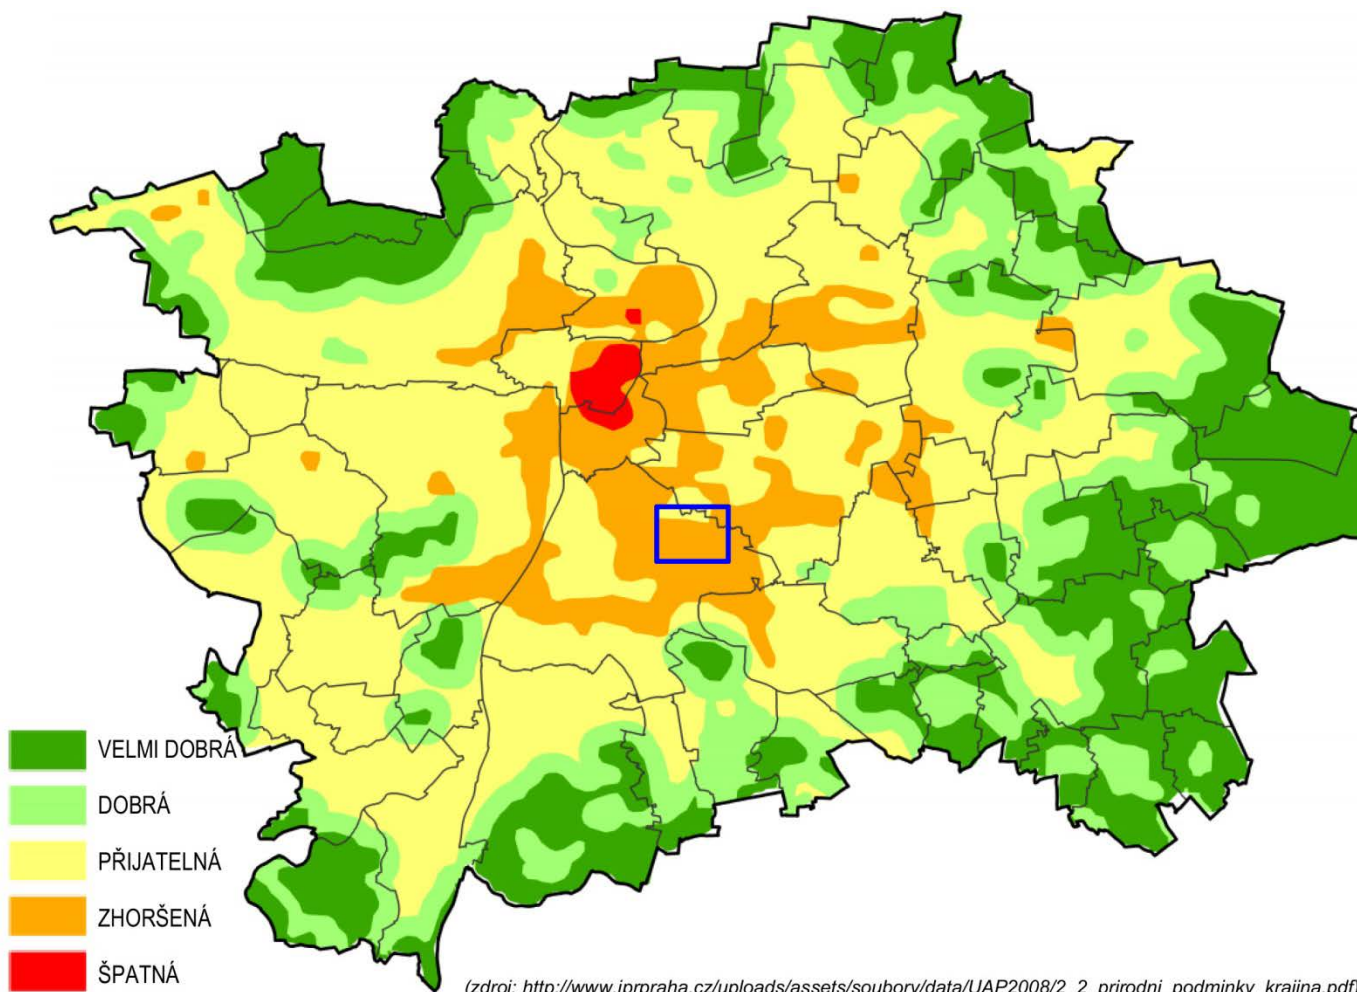 VELMI DOBRÁ
DOBRÁ
PŘIJATELNÁ
ZHORŠENÁ
ŠPATNÁ
(zdroj: http://www.iprpraha.cz/uploads/assets/soubory/data/UAP2008/2_2_prirodni_podminky_krajina.pdf)